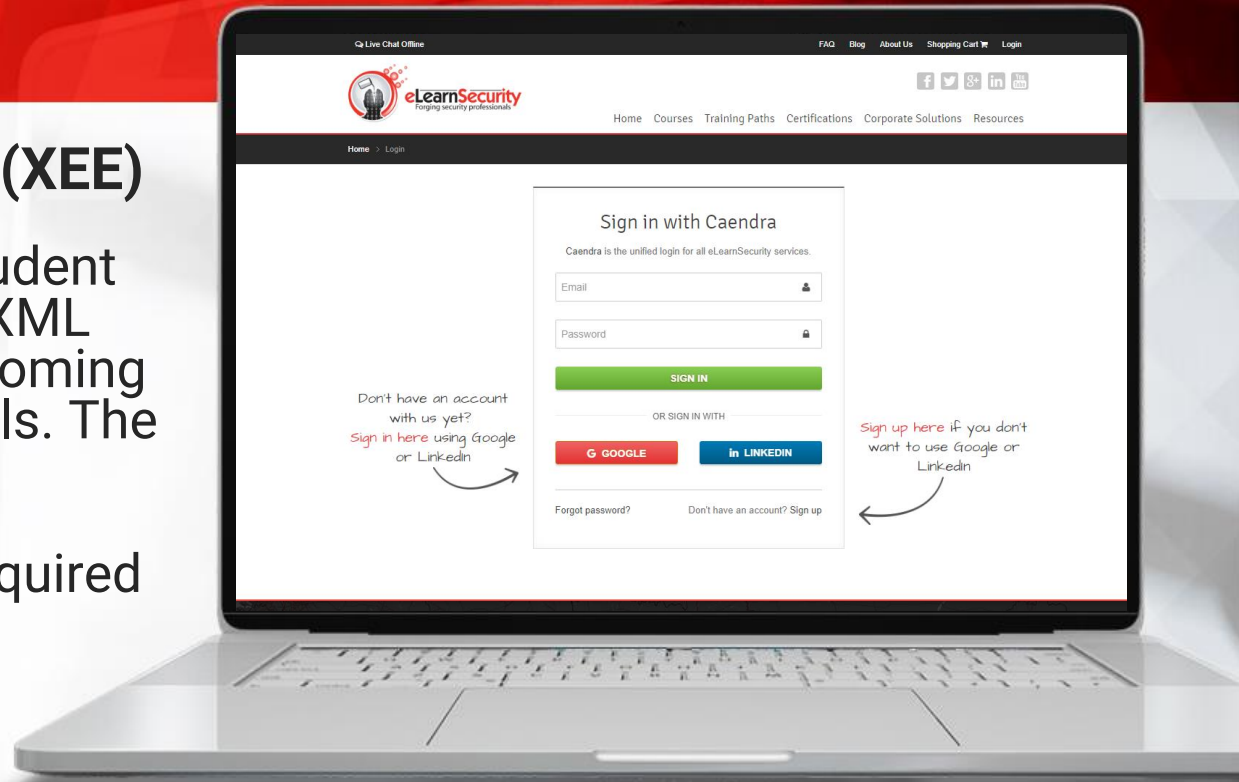 (XEE)
udent
XML
oming
ls. The
quired
Live Chat Offline
FAQ Blog About Us Shopping Cart Login
eLearnSecurity
Forging security professionals
f g+ in You Tube
Home Courses Training Paths Certifications Corporate Solutions Resources
Home > Login
Sign in with Caendra
Caendra is the unified login for all eLearnSecurity services.
Email
Password
SIGN IN
OR SIGN IN WITH
G GOOGLE in LINKEDIN
Forgot password? Don't have an account? Sign up
Don't have an account
with us yet?
Sign in here using Google
or LinkedIn
Sign up here if you don't
want to use Google or
LinkedIn